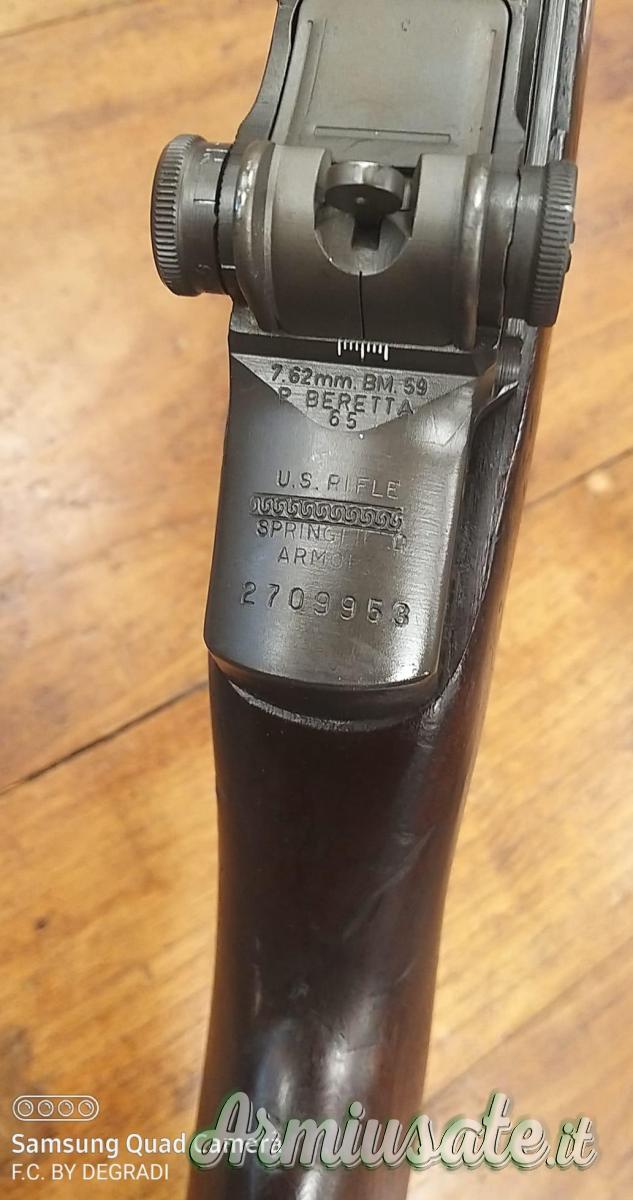 7.62mm. BM. 59
P. BERETTA
65
U.S. RIFLE
2709953
Samsung Quad Camera
F.C. BY DEGRADI
Armiusate.it